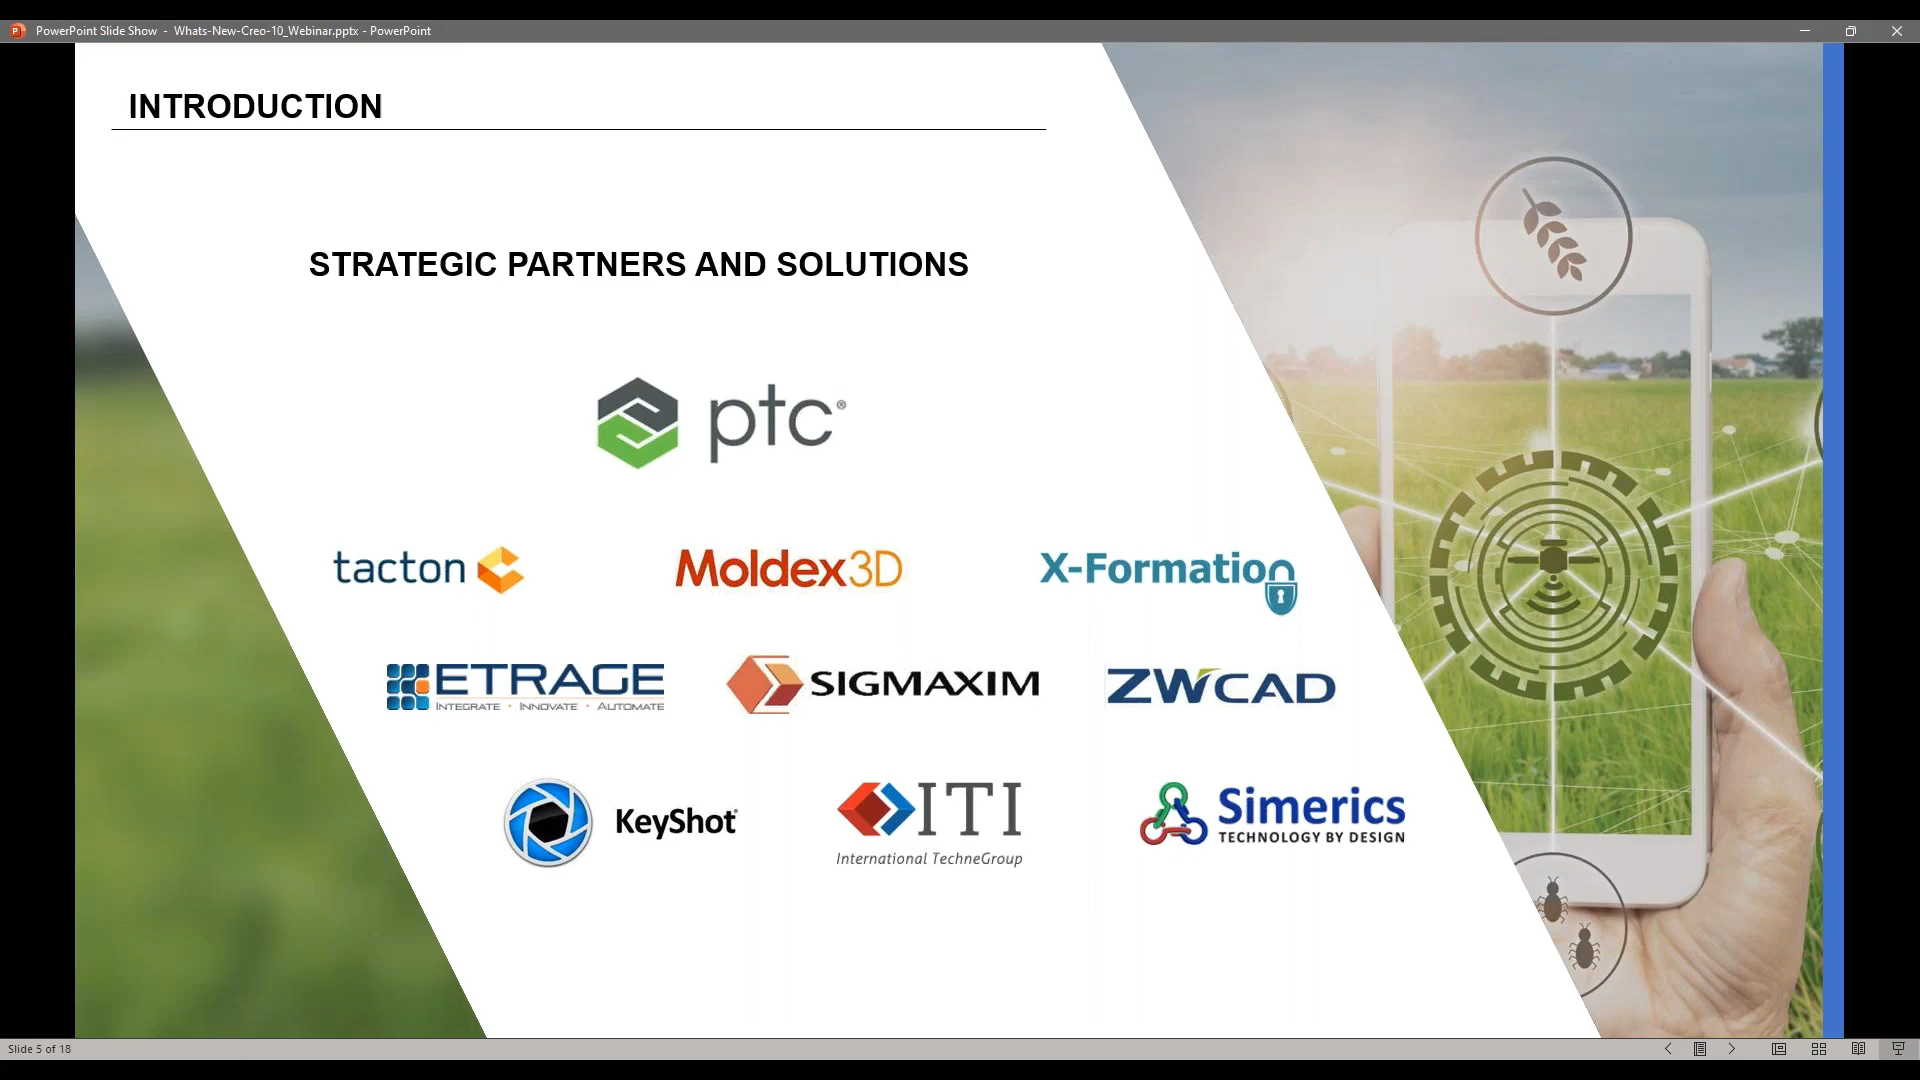 PowerPoint Slide Show - Whats-New-Creo-10_Webinar.pptx - PowerPoint
INTRODUCTION
STRATEGIC PARTNERS AND SOLUTIONS
ptc®
tacton
Moldex3D
X-Formation
ETRAGE
INTEGRATE · INNOVATE · AUTOMATE
SIGMAXIM
ZWCAD
KeyShot®
ITI
International TechneGroup
Simerics
TECHNOLOGY BY DESIGN
Slide 5 of 18